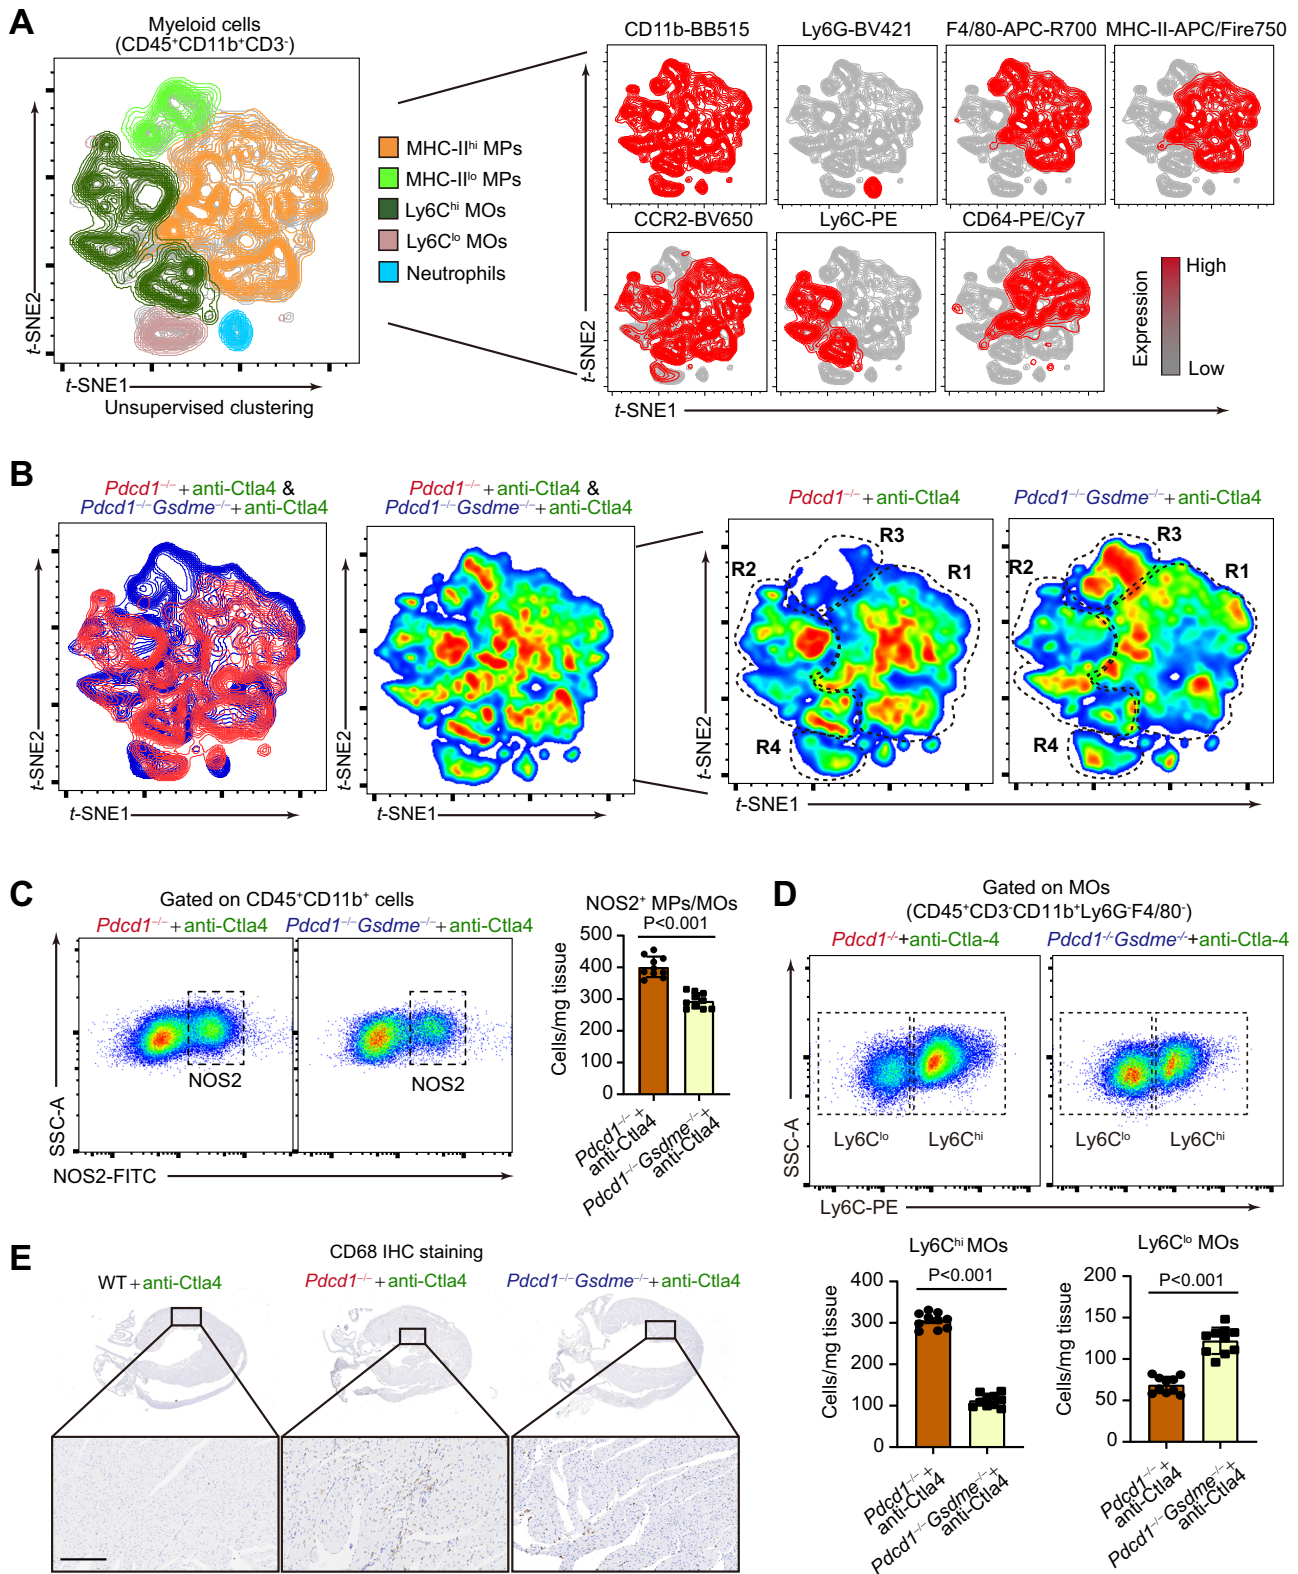 A
Myeloid cells
(CD45⁺CD11b⁺CD3⁻)
t-SNE2
t-SNE1
Unsupervised clustering
MHC-IIʰⁱ MPs
MHC-IIˡᵒ MPs
Ly6Cʰⁱ MOs
Ly6Cˡᵒ MOs
Neutrophils
CD11b-BB515
Ly6G-BV421
F4/80-APC-R700
MHC-II-APC/Fire750
CCR2-BV650
Ly6C-PE
CD64-PE/Cy7
t-SNE2
t-SNE1
Expression
High
Low
B
Pdcd1⁻/⁻+anti-Ctla4 &
Pdcd1⁻/⁻Gsdme⁻/⁻+anti-Ctla4
t-SNE2
t-SNE1
Pdcd1⁻/⁻+anti-Ctla4 &
Pdcd1⁻/⁻Gsdme⁻/⁻+anti-Ctla4
t-SNE2
t-SNE1
Pdcd1⁻/⁻+anti-Ctla4
R3
R2
R1
R4
Pdcd1⁻/⁻Gsdme⁻/⁻+anti-Ctla4
R3
R2
R1
R4
t-SNE2
t-SNE1
C
Gated on CD45⁺CD11b⁺ cells
Pdcd1⁻/⁻+anti-Ctla4
Pdcd1⁻/⁻Gsdme⁻/⁻+anti-Ctla4
NOS2
NOS2
SSC-A
NOS2-FITC
NOS2⁺ MPs/MOs
P<0.001
Cells/mg tissue
500
400
300
200
100
0
Pdcd1⁻/⁻+
anti-Ctla4
Pdcd1⁻/⁻Gsdme⁻/⁻+
anti-Ctla4
D
Gated on MOs
(CD45⁺CD3⁻CD11b⁺Ly6G⁻F4/80⁻)
Pdcd1⁻/⁻+anti-Ctla-4
Pdcd1⁻/⁻Gsdme⁻/⁻+anti-Ctla-4
Ly6Cˡᵒ
Ly6Cʰⁱ
Ly6Cˡᵒ
Ly6Cʰⁱ
SSC-A
Ly6C-PE
Ly6Cʰⁱ MOs
P<0.001
Cells/mg tissue
400
300
200
100
0
Pdcd1⁻/⁻+
anti-Ctla4
Pdcd1⁻/⁻Gsdme⁻/⁻+
anti-Ctla4
Ly6Cˡᵒ MOs
P<0.001
Cells/mg tissue
200
150
100
50
0
Pdcd1⁻/⁻+
anti-Ctla4
Pdcd1⁻/⁻Gsdme⁻/⁻+
anti-Ctla4
E
CD68 IHC staining
WT+anti-Ctla4
Pdcd1⁻/⁻+anti-Ctla4
Pdcd1⁻/⁻Gsdme⁻/⁻+anti-Ctla4